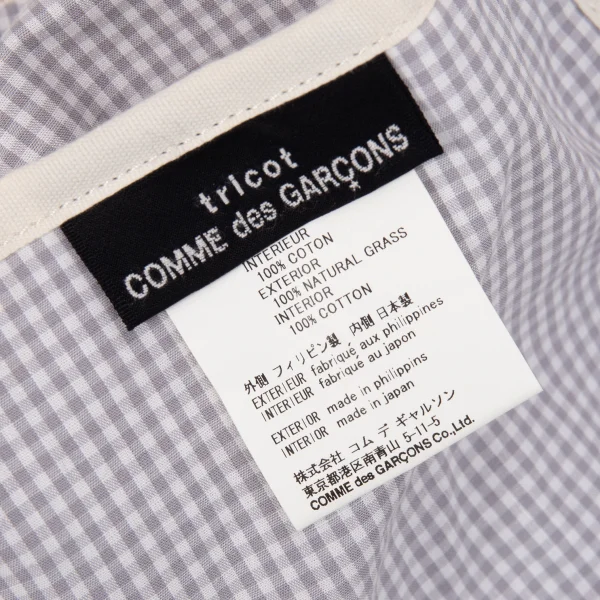 tricot
COMME des GARÇONS
INTERIEUR
100% COTON
EXTERIOR
100% NATURAL GRASS
INTERIOR
100% COTTON
外側 フィリピン製 内側 日本製
EXTERIEUR fabriqué aux philippines
INTERIEUR fabriqué au japon
EXTERIOR made in philippins
INTERIOR made in japan
株式会社 コム デ ギャルソン
東京都港区南青山 5-11-5
COMME des GARÇONS Co.,Ltd.